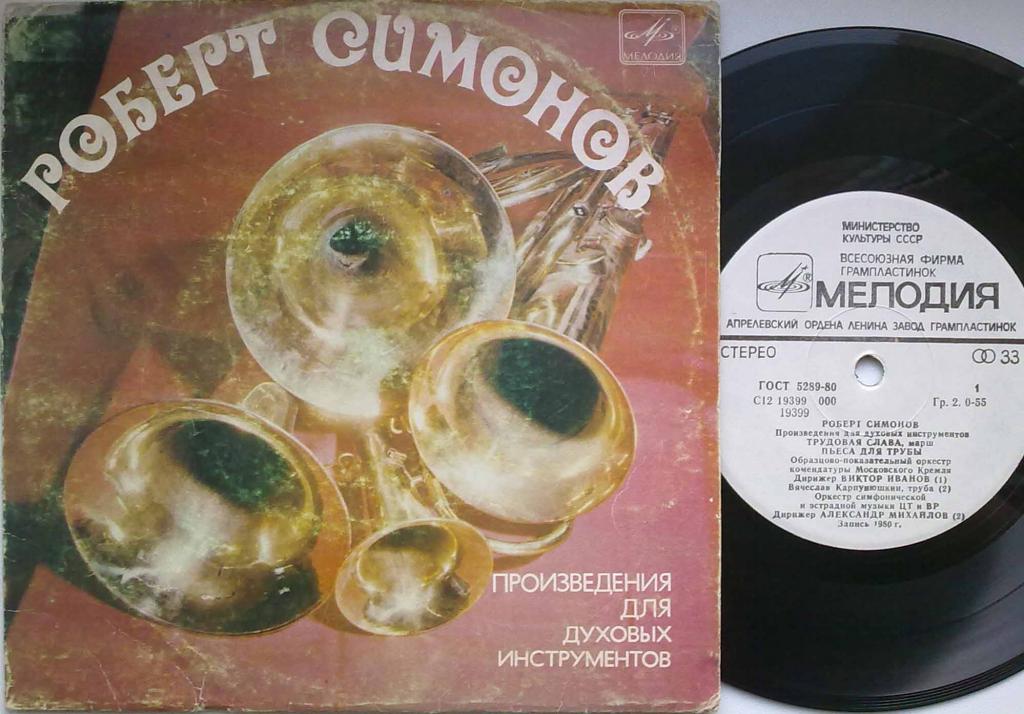 РОБЕРТ СИМОНОВ
МЕЛОДИЯ
ПРОИЗВЕДЕНИЯ
ДЛЯ
ДУХОВЫХ
ИНСТРУМЕНТОВ
МИНИСТЕРСТВО
КУЛЬТУРЫ СССР
ВСЕСОЮЗНАЯ ФИРМА
ГРАМПЛАСТИНОК
® МЕЛОДИЯ
АПРЕЛЕВСКИЙ ОРДЕНА ЛЕНИНА ЗАВОД ГРАМПЛАСТИНОК
СТЕРЕО 33
ГОСТ 5289-80 1
С12 19399 000 Гр. 2. 0-55
19399
РОБЕРТ СИМОНОВ
Произведения для духовых инструментов
ТРУДОВАЯ СЛАВА, марш
ПЬЕСА ДЛЯ ТРУБЫ
Образцово-показательный оркестр
комендатуры Московского Кремля
Дирижер ВИКТОР ИВАНОВ (1)
Вячеслав Карпунюшкин, труба (2)
Оркестр симфонической
и эстрадной музыки ЦТ и ВР
Дирижер АЛЕКСАНДР МИХАЙЛОВ (2)
Запись 1980 г.